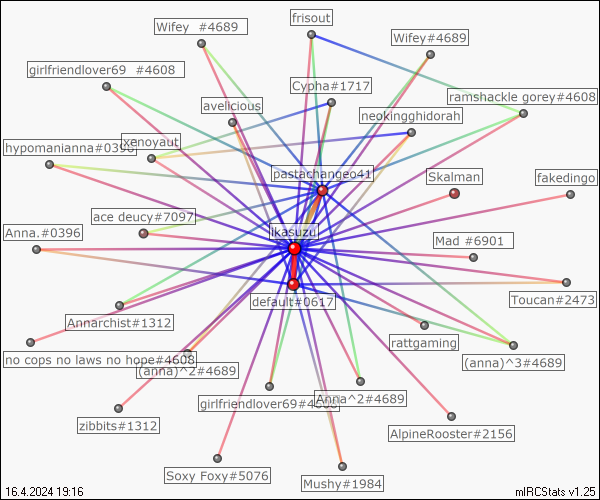 frisout
Wifey #4689
Wifey#4689
girlfriendlover69 #4608
Cypha#1717
ramshackle gorey#4608
avelicious
neokingghidorah
xenoyaut
hypomanianna#0396
pastachangeo41
Skalman
fakedingo
ace deucy#7097
Anna.#0396
ikasuzu
Mad #6901
default#0617
Toucan#2473
Annarchist#1312
rattgaming
no cops no laws no hope#4608
(anna)^3#4689
(anna)^2#4689
girlfriendlover69#4608
Anna^2#4689
zibbits#1312
AlpineRooster#2156
Soxy Foxy#5076
Mushy#1984
16.4.2024 19:16
mIRCStats v1.25